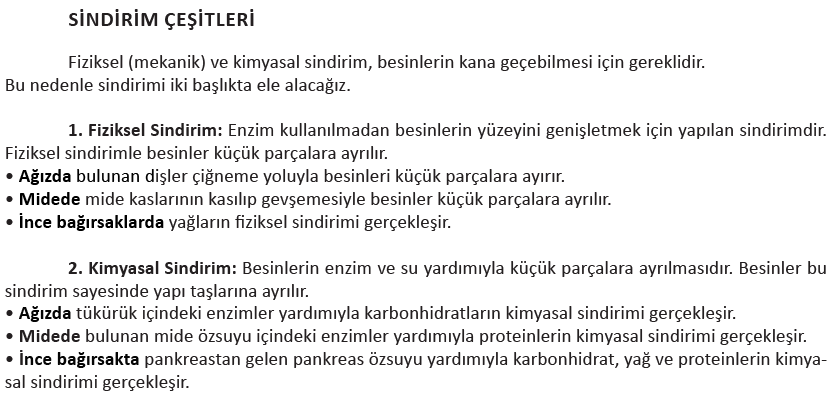 SİNDİRİM ÇEŞİTLERİ
Fiziksel (mekanik) ve kimyasal sindirim, besinlerin kana geçebilmesi için gereklidir.
Bu nedenle sindirimi iki başlıkta ele alacağız.
1. Fiziksel Sindirim: Enzim kullanılmadan besinlerin yüzeyini genişletmek için yapılan sindirimdir.
Fiziksel sindirimle besinler küçük parçalara ayrılır.
• Ağızda bulunan dişler çiğneme yoluyla besinleri küçük parçalara ayırır.
• Midede mide kaslarının kasılıp gevşemesiyle besinler küçük parçalara ayrılır.
• İnce bağırsaklarda yağların fiziksel sindirimi gerçekleşir.
2. Kimyasal Sindirim: Besinlerin enzim ve su yardımıyla küçük parçalara ayrılmasıdır. Besinler bu
sindirim sayesinde yapı taşlarına ayrılır.
• Ağızda tükürük içindeki enzimler yardımıyla karbonhidratların kimyasal sindirimi gerçekleşir.
• Midede bulunan mide özsuyu içindeki enzimler yardımıyla proteinlerin kimyasal sindirimi gerçekleşir.
• İnce bağırsakta pankreastan gelen pankreas özsuyu yardımıyla karbonhidrat, yağ ve proteinlerin kimya-
sal sindirimi gerçekleşir.